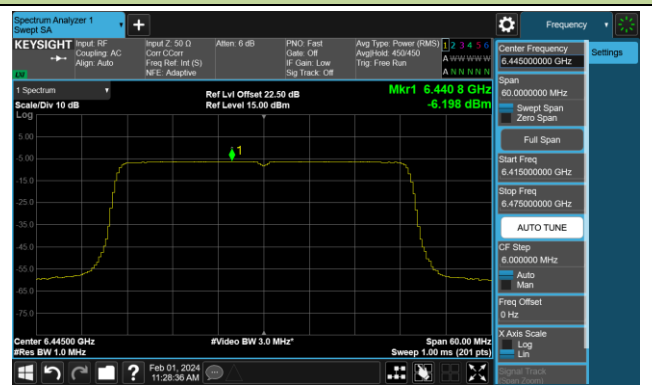 Spectrum Analyzer 1
Swept SA
Frequency
KEYSIGHT
Input: RF
Coupling: AC
Align: Auto
Input Z: 50 Ω
Corr CCorr
Freq Ref: Int (S)
NFE: Adaptive
Atten: 6 dB
PNO: Fast
Gate: Off
IF Gain: Low
Sig Track: Off
Avg Type: Power (RMS)
Avg|Hold: 450/450
Trig: Free Run
1 2 3 4 5 6
A W W W W W
A N N N N N
LXI
1 Spectrum
Scale/Div 10 dB
Ref Lvl Offset 22.50 dB
Ref Level 15.00 dBm
Mkr1 6.440 8 GHz
-6.198 dBm
Log
5.00
-5.00
-15.0
-25.0
-35.0
-45.0
-55.0
-65.0
-75.0
1
Center 6.44500 GHz
#Res BW 1.0 MHz
#Video BW 3.0 MHz*
Span 60.00 MHz
Sweep 1.00 ms (201 pts)
Feb 01, 2024
11:28:36 AM
Center Frequency
6.445000000 GHz
Settings
Span
60.0000000 MHz
Swept Span
Zero Span
Full Span
Start Freq
6.415000000 GHz
Stop Freq
6.475000000 GHz
AUTO TUNE
CF Step
6.000000 MHz
Auto
Man
Freq Offset
0 Hz
X Axis Scale
Log
Lin
Signal Track
(Span Zoom)